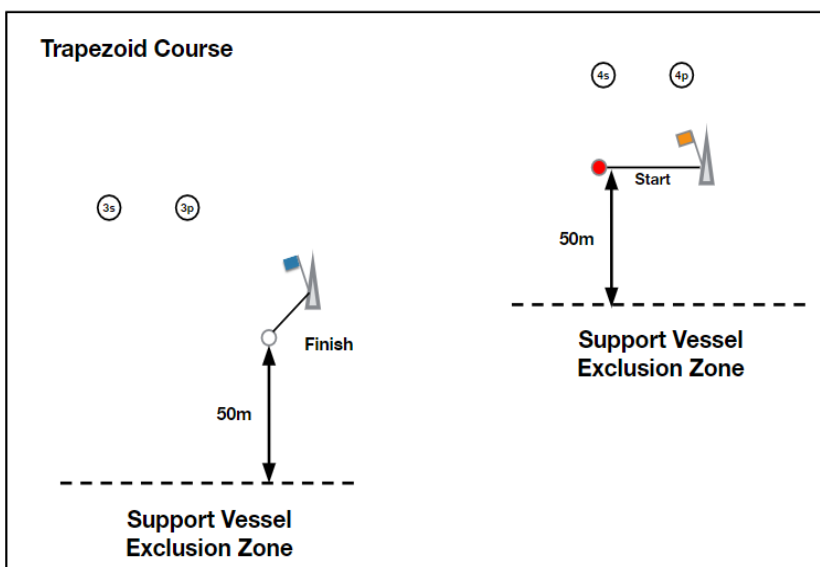 Trapezoid Course
4s
4p
Start
50m
3s
3p
Support Vessel
Exclusion Zone
Finish
50m
Support Vessel
Exclusion Zone